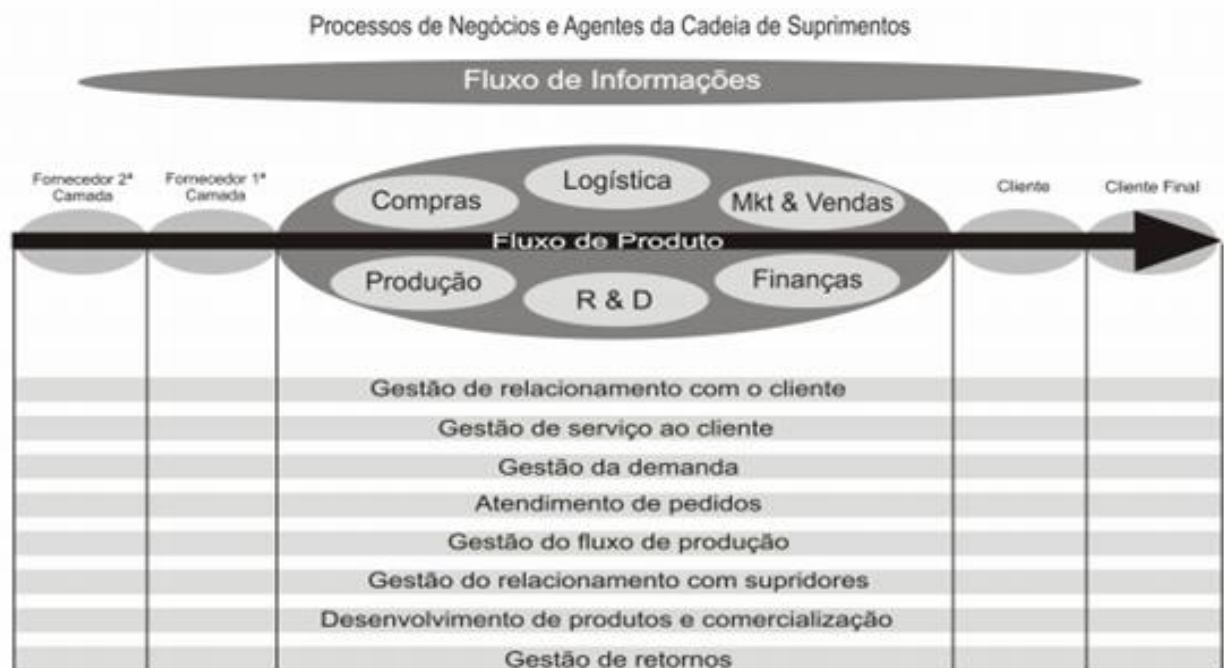 Processos de Negócios e Agentes da Cadeia de Suprimentos
Fluxo de Informações
Fornecedor 2ª
Camada
Fornecedor 1ª
Camada
Compras
Logística
Mkt & Vendas
Cliente
Cliente Final
Fluxo de Produto
Produção
R & D
Finanças
Gestão de relacionamento com o cliente
Gestão de serviço ao cliente
Gestão da demanda
Atendimento de pedidos
Gestão do fluxo de produção
Gestão do relacionamento com supridores
Desenvolvimento de produtos e comercialização
Gestão de retornos